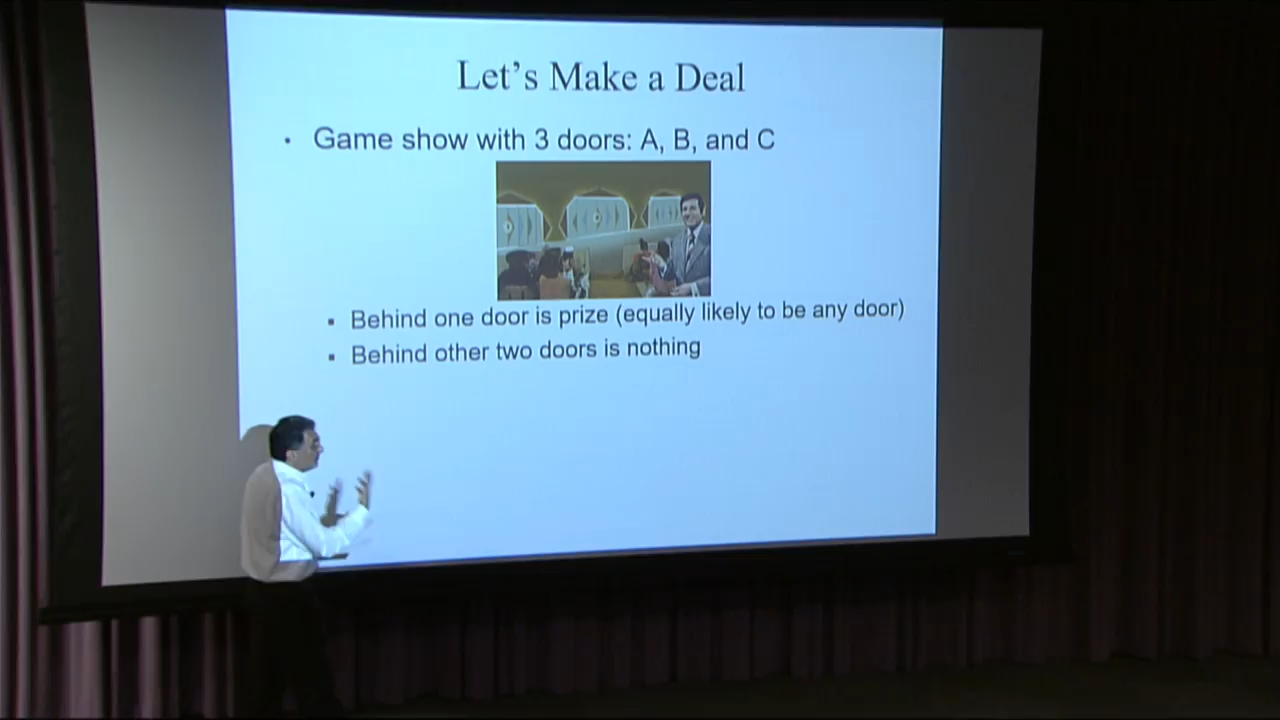 Let's Make a Deal
• Game show with 3 doors: A, B, and C
▪ Behind one door is prize (equally likely to be any door)
▪ Behind other two doors is nothing